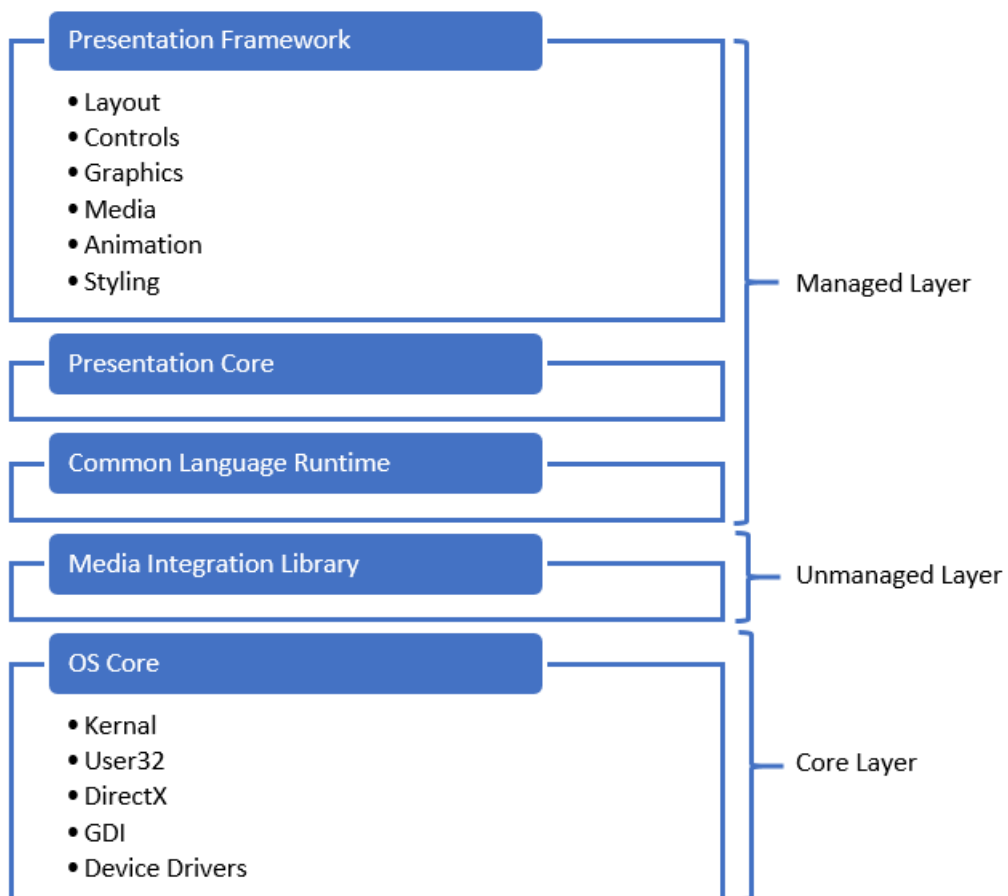 Presentation Framework
• Layout
• Controls
• Graphics
• Media
• Animation
• Styling
Managed Layer
Presentation Core
Common Language Runtime
Media Integration Library
Unmanaged Layer
OS Core
• Kernal
• User32
• DirectX
• GDI
• Device Drivers
Core Layer